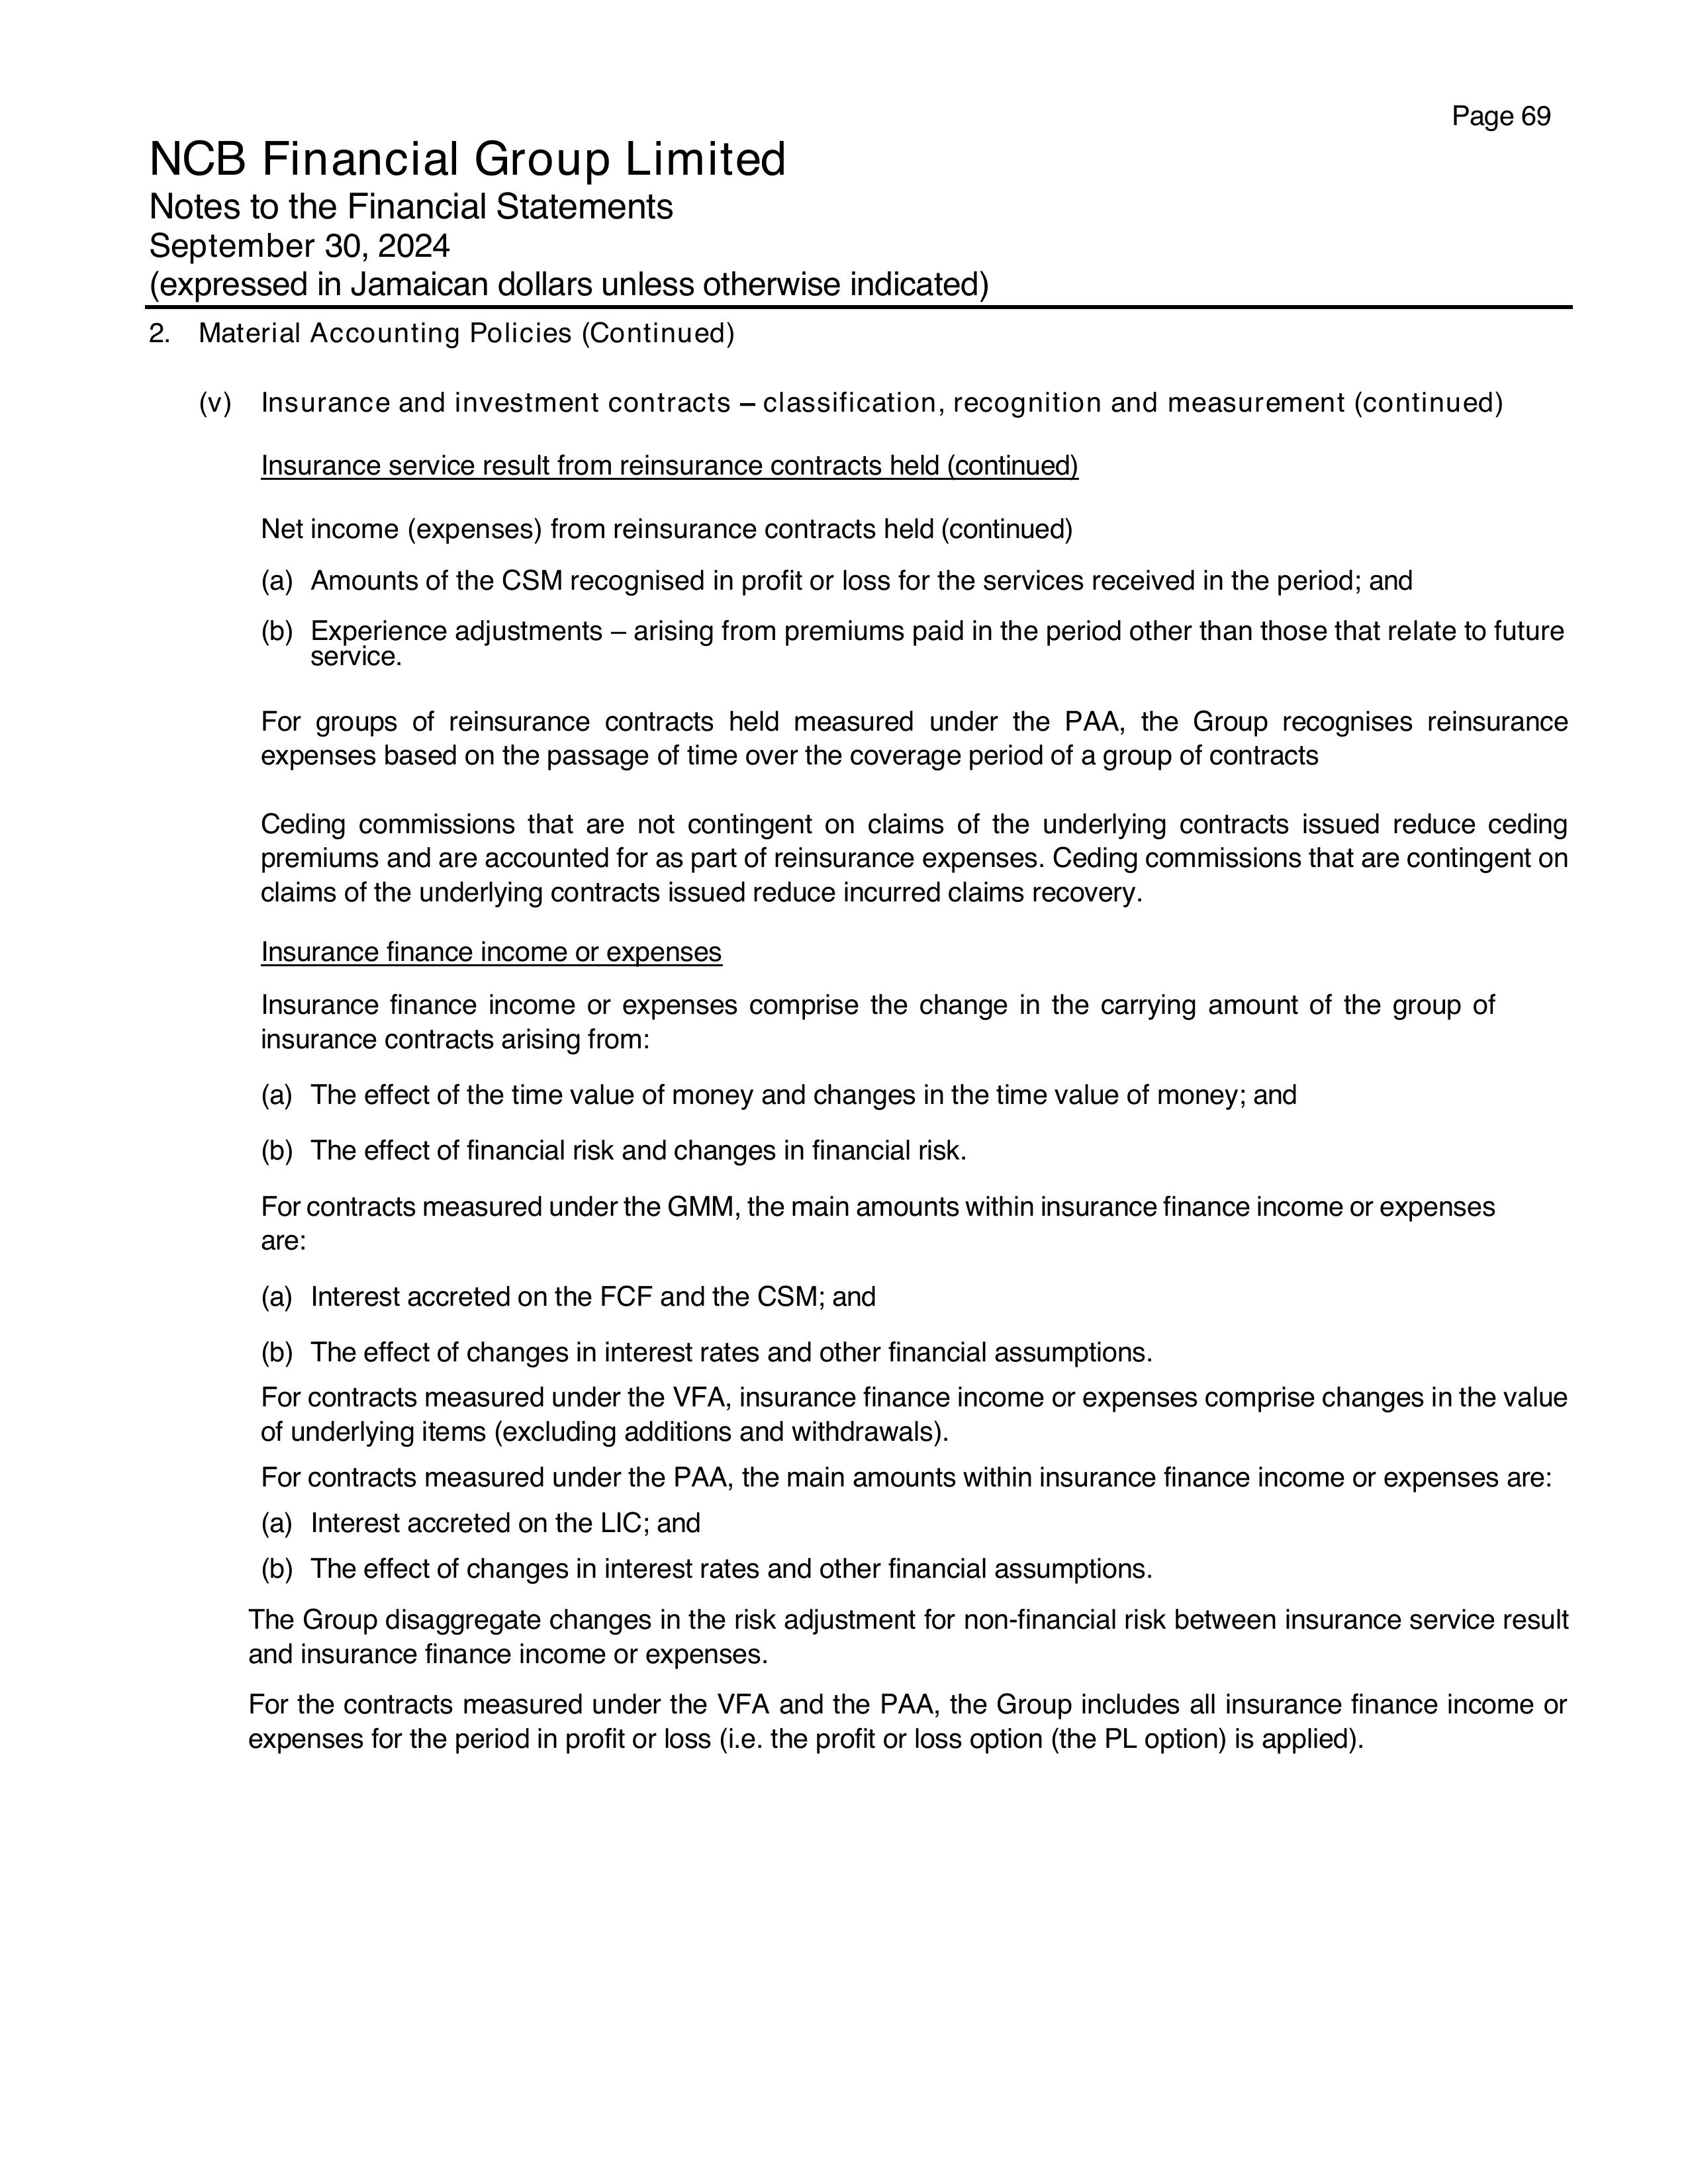 Page 69
NCB Financial Group Limited
Notes to the Financial Statements
September 30, 2024
(expressed in Jamaican dollars unless otherwise indicated)
2. Material Accounting Policies (Continued)
(v) Insurance and investment contracts – classification, recognition and measurement (continued)
Insurance service result from reinsurance contracts held (continued)
Net income (expenses) from reinsurance contracts held (continued)
(a) Amounts of the CSM recognised in profit or loss for the services received in the period; and
(b) Experience adjustments – arising from premiums paid in the period other than those that relate to future
service.
For groups of reinsurance contracts held measured under the PAA, the Group recognises reinsurance
expenses based on the passage of time over the coverage period of a group of contracts
Ceding commissions that are not contingent on claims of the underlying contracts issued reduce ceding
premiums and are accounted for as part of reinsurance expenses. Ceding commissions that are contingent on
claims of the underlying contracts issued reduce incurred claims recovery.
Insurance finance income or expenses
Insurance finance income or expenses comprise the change in the carrying amount of the group of
insurance contracts arising from:
(a) The effect of the time value of money and changes in the time value of money; and
(b) The effect of financial risk and changes in financial risk.
For contracts measured under the GMM, the main amounts within insurance finance income or expenses
are:
(a) Interest accreted on the FCF and the CSM; and
(b) The effect of changes in interest rates and other financial assumptions.
For contracts measured under the VFA, insurance finance income or expenses comprise changes in the value
of underlying items (excluding additions and withdrawals).
For contracts measured under the PAA, the main amounts within insurance finance income or expenses are:
(a) Interest accreted on the LIC; and
(b) The effect of changes in interest rates and other financial assumptions.
The Group disaggregate changes in the risk adjustment for non-financial risk between insurance service result
and insurance finance income or expenses.
For the contracts measured under the VFA and the PAA, the Group includes all insurance finance income or
expenses for the period in profit or loss (i.e. the profit or loss option (the PL option) is applied).